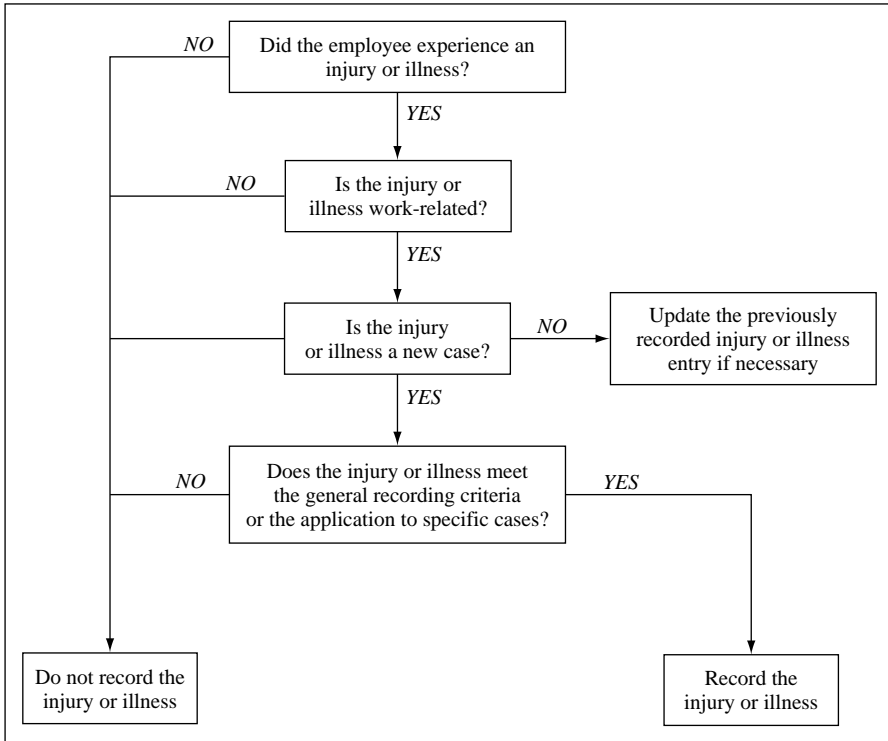 NO
Did the employee experience an
injury or illness?
YES
NO
Is the injury or
illness work-related?
YES
Is the injury
or illness a new case?
NO
Update the previously
recorded injury or illness
entry if necessary
YES
NO
Does the injury or illness meet
the general recording criteria
or the application to specific cases?
YES
Do not record the
injury or illness
Record the
injury or illness